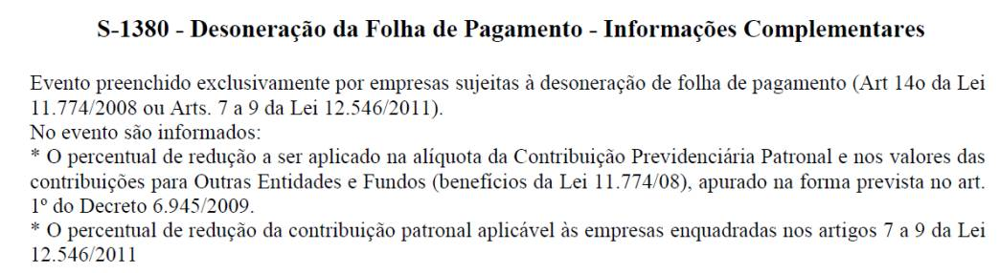 S-1380 - Desoneração da Folha de Pagamento - Informações Complementares
Evento preenchido exclusivamente por empresas sujeitas à desoneração de folha de pagamento (Art 14o da Lei
11.774/2008 ou Arts. 7 a 9 da Lei 12.546/2011).
No evento são informados:
* O percentual de redução a ser aplicado na alíquota da Contribuição Previdenciária Patronal e nos valores das
contribuições para Outras Entidades e Fundos (benefícios da Lei 11.774/08), apurado na forma prevista no art.
1º do Decreto 6.945/2009.
* O percentual de redução da contribuição patronal aplicável às empresas enquadradas nos artigos 7 a 9 da Lei
12.546/2011